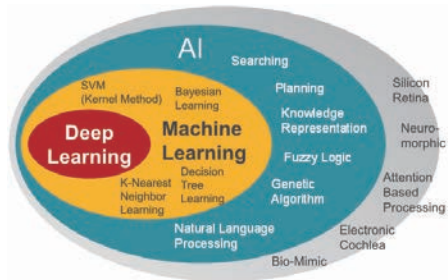 AI
Searching
SVM
(Kernel Method)
Bayesian
Learning
Planning
Silicon
Retina
Knowledge
Representation
Deep
Learning
Machine
Learning
Neuro-
morphic
Fuzzy Logic
K-Nearest
Neighbor
Learning
Decision
Tree
Learning
Genetic
Algorithm
Attention
Based
Processing
Natural Language
Processing
Electronic
Cochlea
Bio-Mimic